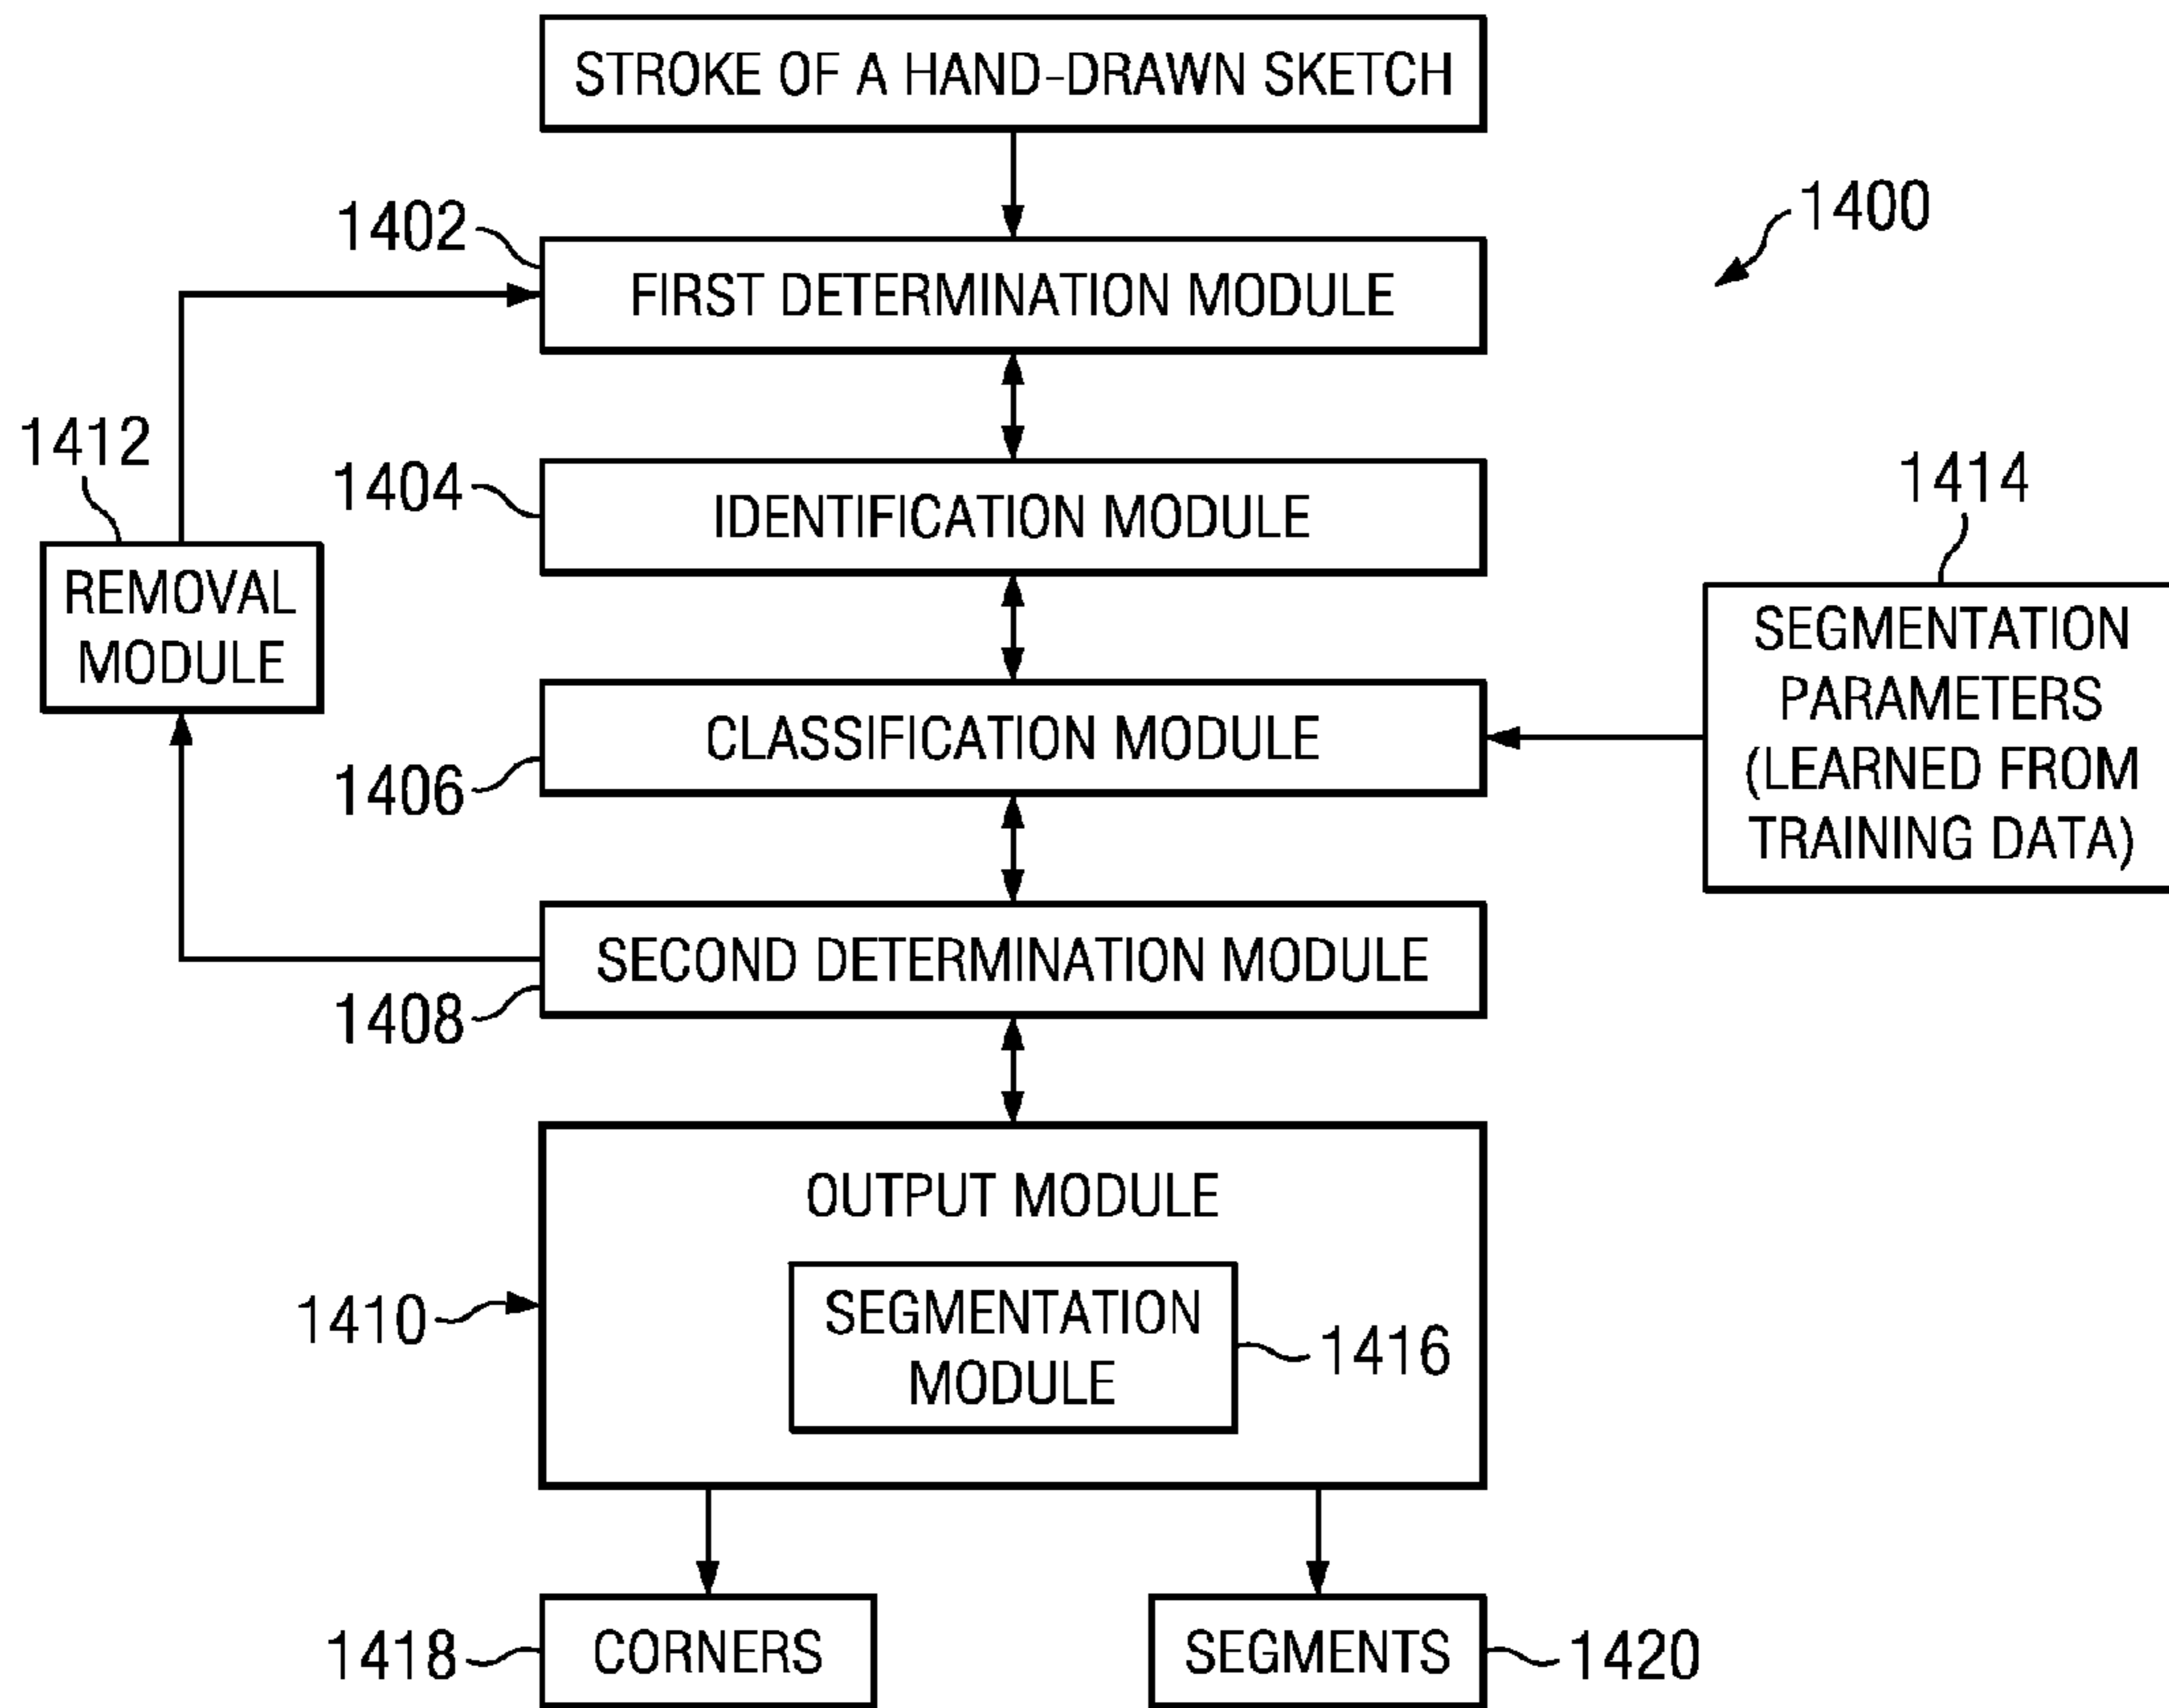 STROKE OF A HAND-DRAWN SKETCH
1400
1402
FIRST DETERMINATION MODULE
1412
1404
IDENTIFICATION MODULE
1414
REMOVAL
MODULE
SEGMENTATION
PARAMETERS
(LEARNED FROM
TRAINING DATA)
CLASSIFICATION MODULE
1406
SECOND DETERMINATION MODULE
1408
OUTPUT MODULE
1410
SEGMENTATION
MODULE
1416
1418
CORNERS
SEGMENTS
1420